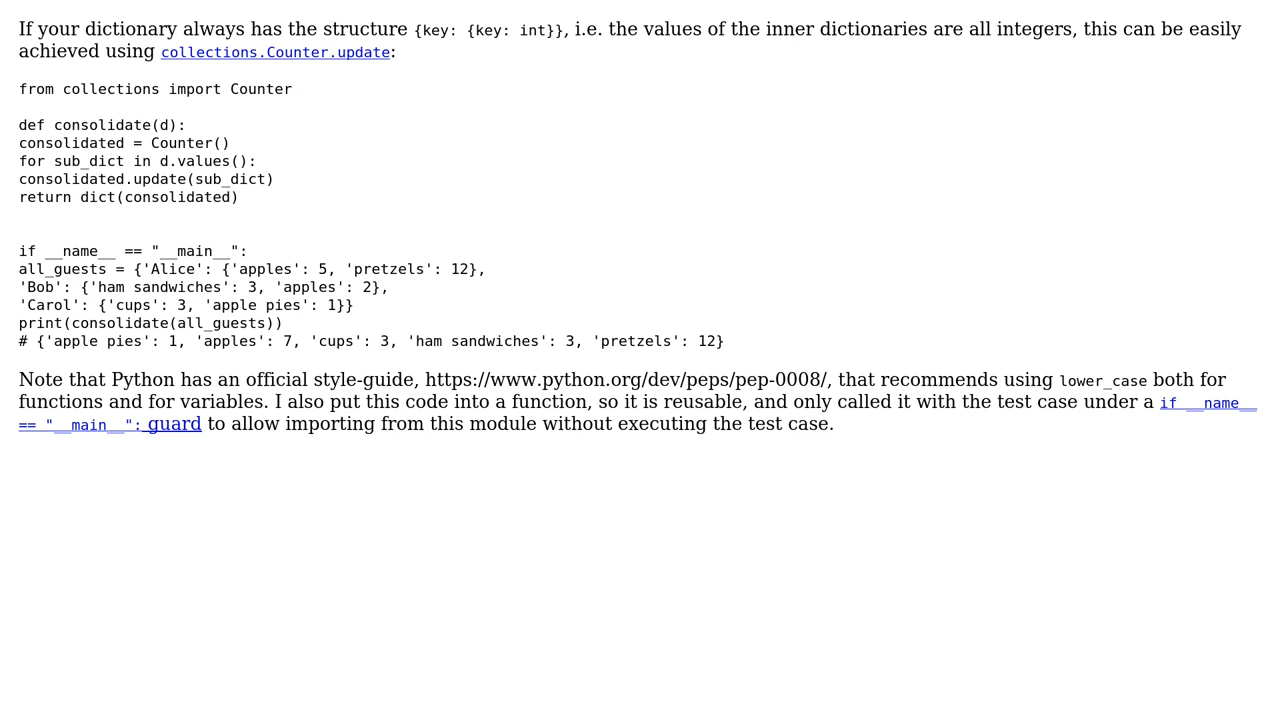 If your dictionary always has the structure {key: {key: int}}, i.e. the values of the inner dictionaries are all integers, this can be easily
achieved using collections.Counter.update:
from collections import Counter
def consolidate(d):
consolidated = Counter()
for sub_dict in d.values():
consolidated.update(sub_dict)
return dict(consolidated)
if __name__ == "__main__":
all_guests = {'Alice': {'apples': 5, 'pretzels': 12},
'Bob': {'ham sandwiches': 3, 'apples': 2},
'Carol': {'cups': 3, 'apple pies': 1}}
print(consolidate(all_guests))
# {'apple pies': 1, 'apples': 7, 'cups': 3, 'ham sandwiches': 3, 'pretzels': 12}
Note that Python has an official style-guide, https://www.python.org/dev/peps/pep-0008/, that recommends using lower_case both for
functions and for variables. I also put this code into a function, so it is reusable, and only called it with the test case under a if __name__
== "__main__": guard to allow importing from this module without executing the test case.